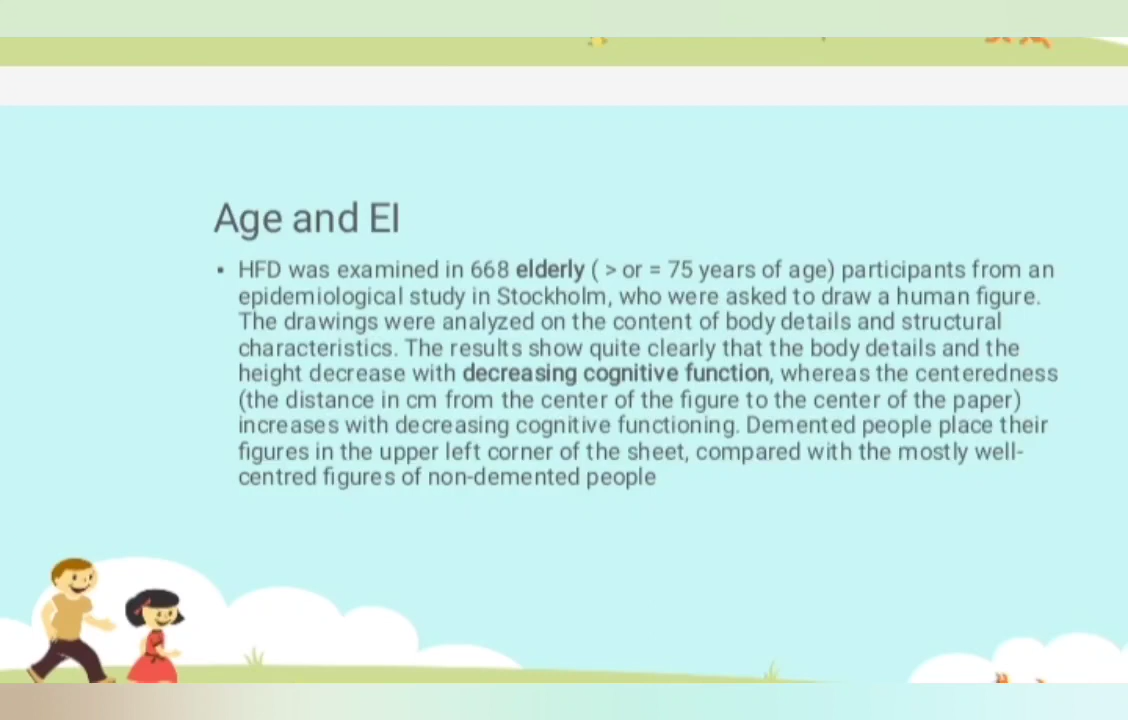 Age and EI
• HFD was examined in 668 elderly ( > or = 75 years of age) participants from an
epidemiological study in Stockholm, who were asked to draw a human figure.
The drawings were analyzed on the content of body details and structural
characteristics. The results show quite clearly that the body details and the
height decrease with decreasing cognitive function, whereas the centeredness
(the distance in cm from the center of the figure to the center of the paper)
increases with decreasing cognitive functioning. Demented people place their
figures in the upper left corner of the sheet, compared with the mostly well-
centred figures of non-demented people